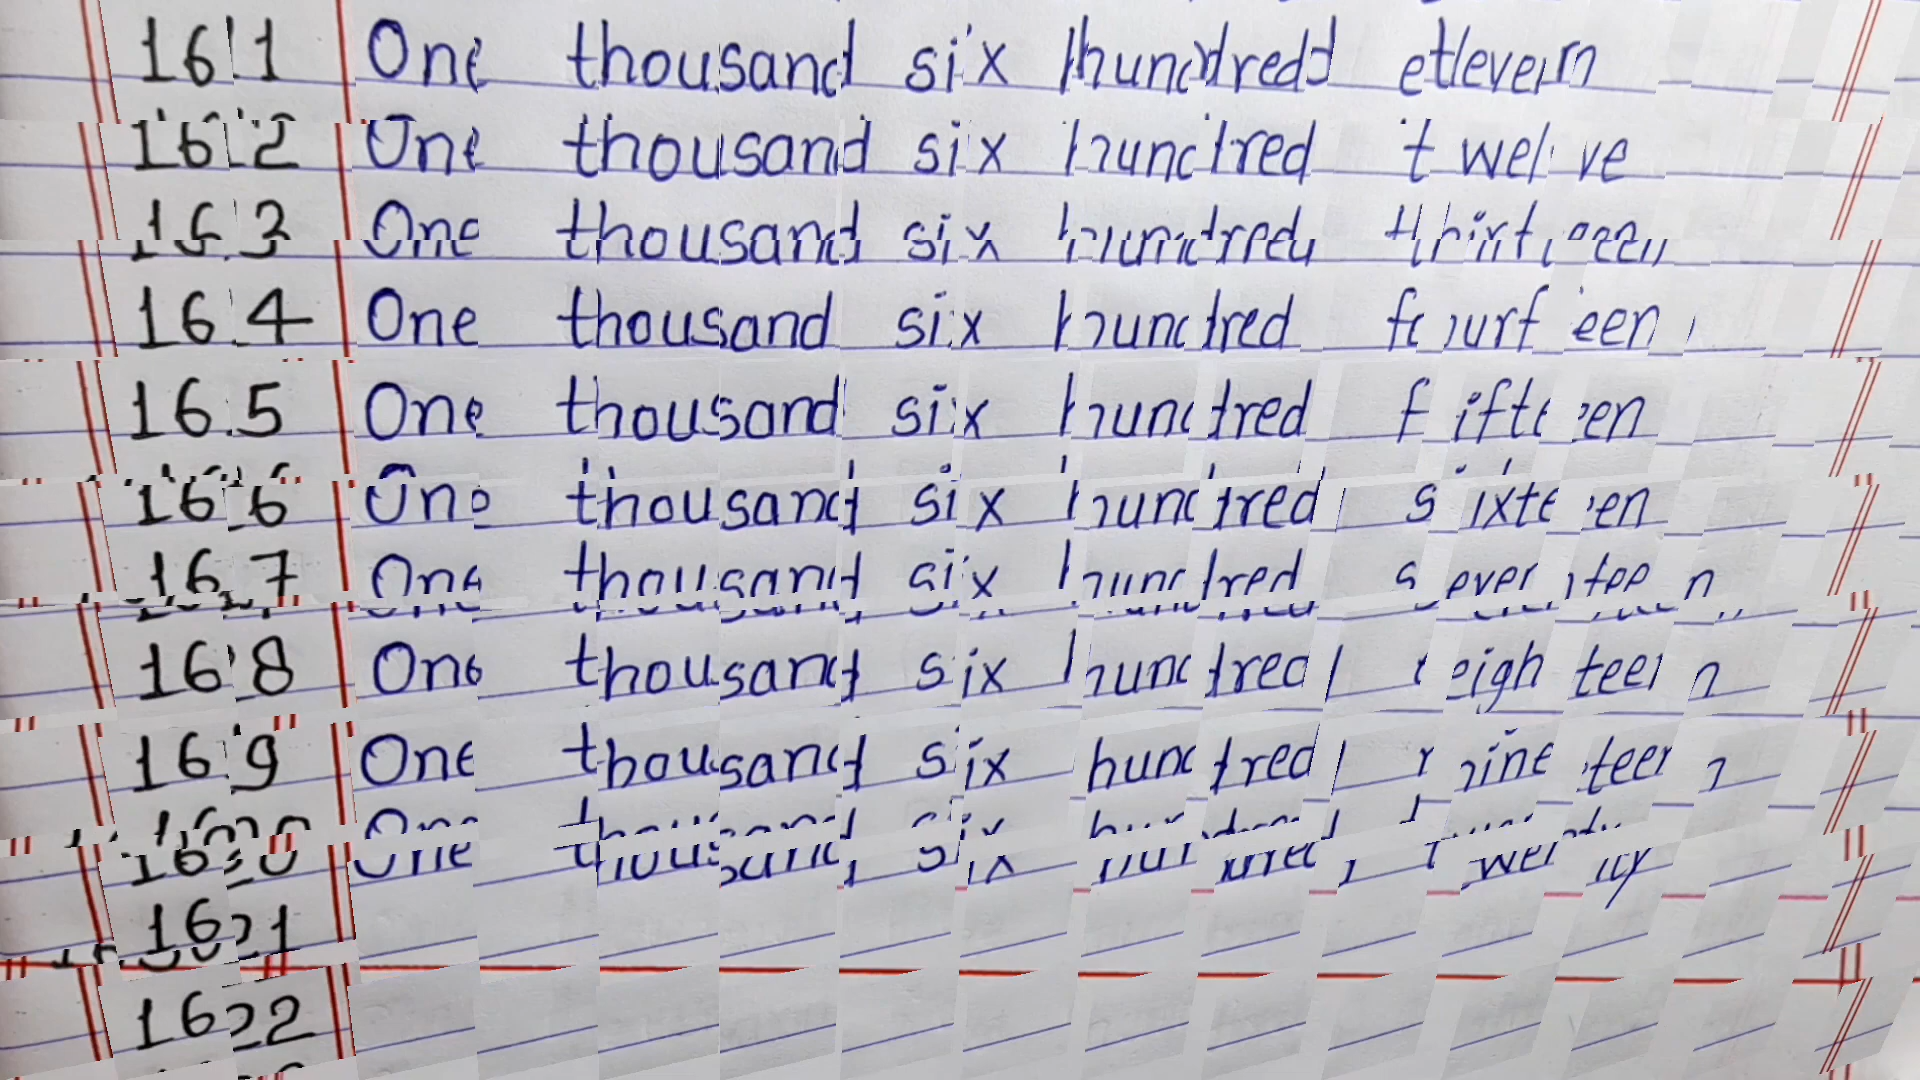 1611 One thousand six hundred eleven
1612 One thousand six hundred twelve
1613 One thousand six hundred thirteen
1614 One thousand six hundred fourteen
1615 One thousand six hundred fifteen
1616 One thousand six hundred sixteen
1617 One thousand six hundred seventeen
1618 One thousand six hundred eighteen
1619 One thousand six hundred nineteen
1620 One thousand six hundred twenty
1621
1622